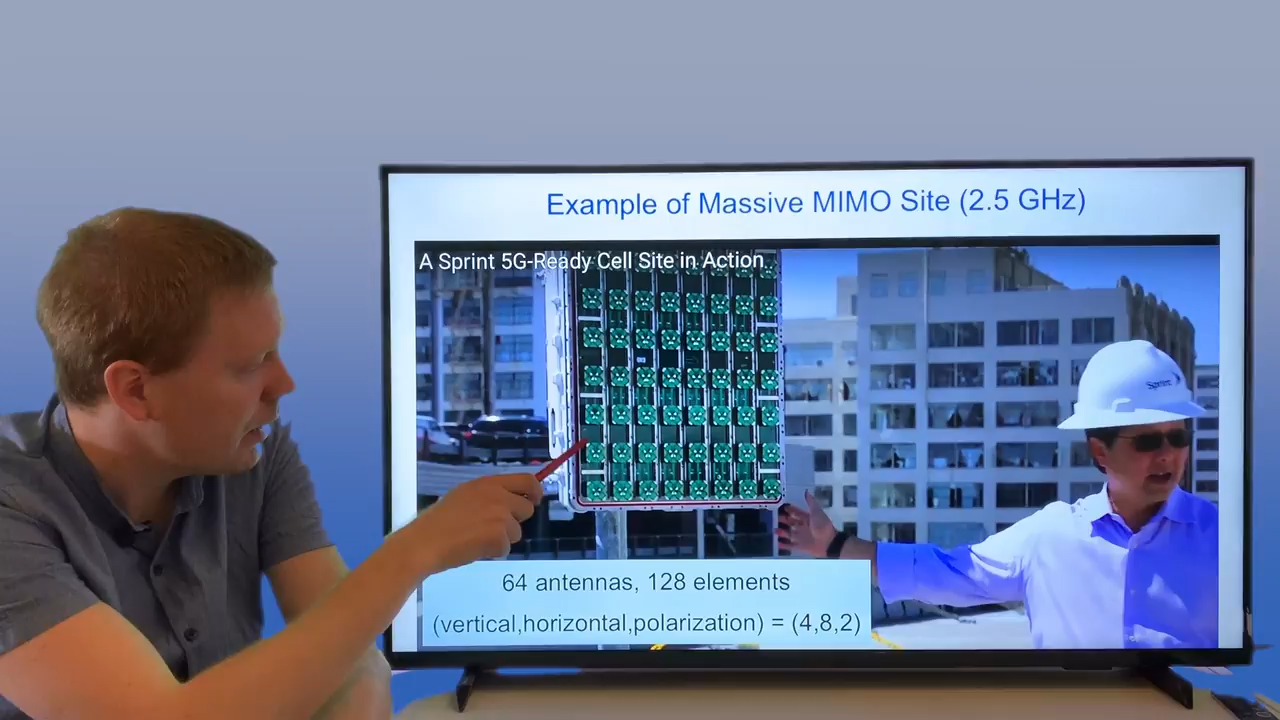 Example of Massive MIMO Site (2.5 GHz)
A Sprint 5G-Ready Cell Site in Action
Sprint
64 antennas, 128 elements
(vertical,horizontal,polarization) = (4,8,2)